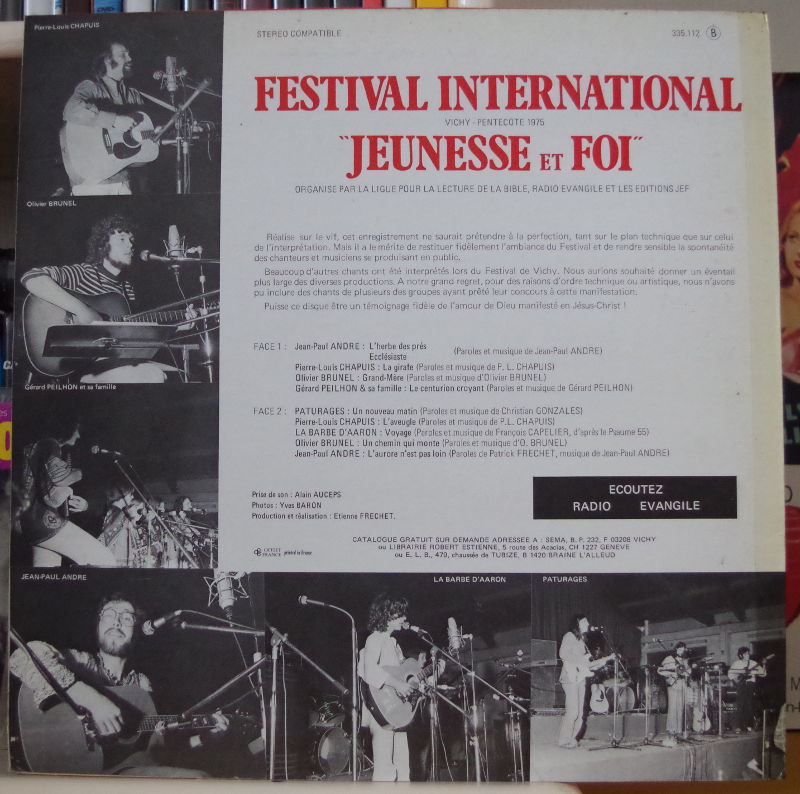 Pierre-Louis CHAPUIS
STEREO COMPATIBLE
335.112 B
FESTIVAL INTERNATIONAL
VICHY - PENTECOTE 1975
"JEUNESSE ET FOI"
ORGANISE PAR LA LIGUE POUR LA LECTURE DE LA BIBLE, RADIO EVANGILE ET LES EDITIONS JEF
Olivier BRUNEL
Réalisé sur le vif, cet enregistrement ne saurait prétendre à la perfection, tant sur le plan technique que sur celui
de l'interprétation. Mais il a le mérite de restituer fidèlement l'ambiance du Festival et de rendre sensible la spontanéité
des chanteurs et musiciens se produisant en public.
Beaucoup d'autres chants ont été interprétés lors du Festival de Vichy. Nous aurions souhaité donner un éventail
plus large des diverses productions. A notre grand regret, pour des raisons d'ordre technique ou artistique, nous n'avons
pu inclure des chants de plusieurs des groupes ayant prêté leur concours à cette manifestation.
Puisse ce disque être un témoignage fidèle de l'amour de Dieu manifesté en Jésus-Christ !
FACE 1 : Jean-Paul ANDRE : L'herbe des prés
Ecclésiaste (Paroles et musique de Jean-Paul ANDRE)
Pierre-Louis CHAPUIS : La girafe (Paroles et musique de P. L. CHAPUIS)
Olivier BRUNEL : Grand-Mère (Paroles et musique d'Olivier BRUNEL)
Gérard PEILHON & sa famille : Le centurion croyant (Paroles et musique de Gérard PEILHON)
Gérard PEILHON et sa famille
FACE 2 : PATURAGES : Un nouveau matin (Paroles et musique de Christian GONZALES)
Pierre-Louis CHAPUIS : L'aveugle (Paroles et musique de P.L. CHAPUIS)
LA BARBE D'AARON : Voyage (Paroles et musique de François CAPELIER, d'après le Psaume 55)
Olivier BRUNEL : Un chemin qui monte (Paroles et musique d'O. BRUNEL)
Jean-Paul ANDRE : L'aurore n'est pas loin (Paroles de Patrick FRECHET, musique de Jean-Paul ANDRE)
Prise de son : Alain AUCEPS
Photos : Yves BARON
Production et réalisation : Etienne FRECHET.
ECOUTEZ
RADIO EVANGILE
CATALOGUE GRATUIT SUR DEMANDE ADRESSEE A : SEMA, B. P. 232, F 03208 VICHY
ou LIBRAIRIE ROBERT ESTIENNE, 5 route des Acacias, CH 1227 GENEVE
ou E. L. B., 479, chaussée de TUBIZE, B 1420 BRAINE L'ALLEUD
printed in france
JEAN-PAUL ANDRE
LA BARBE D'AARON
PATURAGES